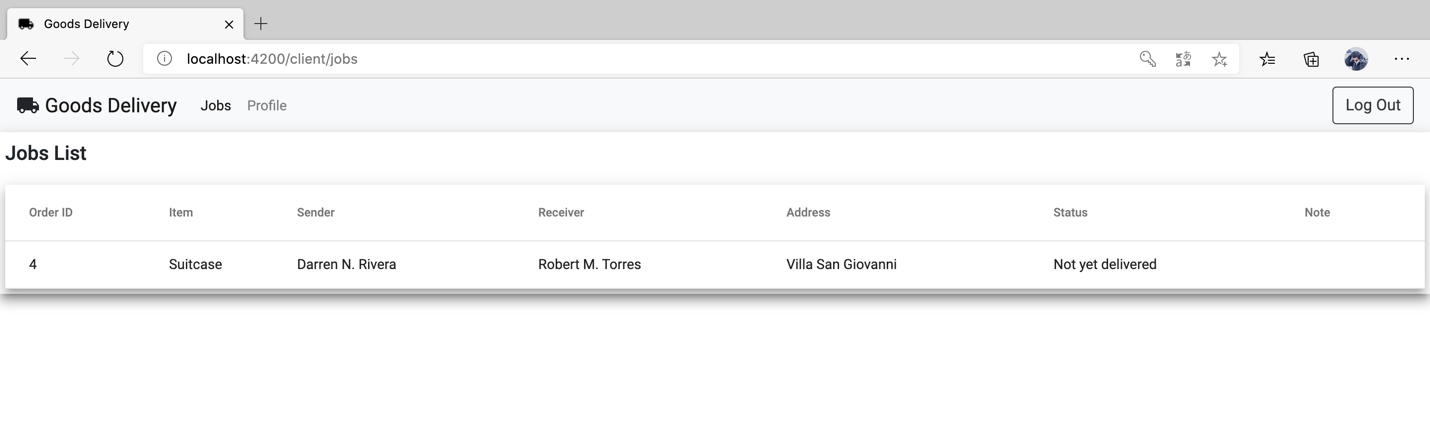 Goods Delivery
localhost:4200/client/jobs
Goods Delivery Jobs Profile Log Out
Jobs List
Order ID Item Sender Receiver Address Status Note
4 Suitcase Darren N. Rivera Robert M. Torres Villa San Giovanni Not yet delivered